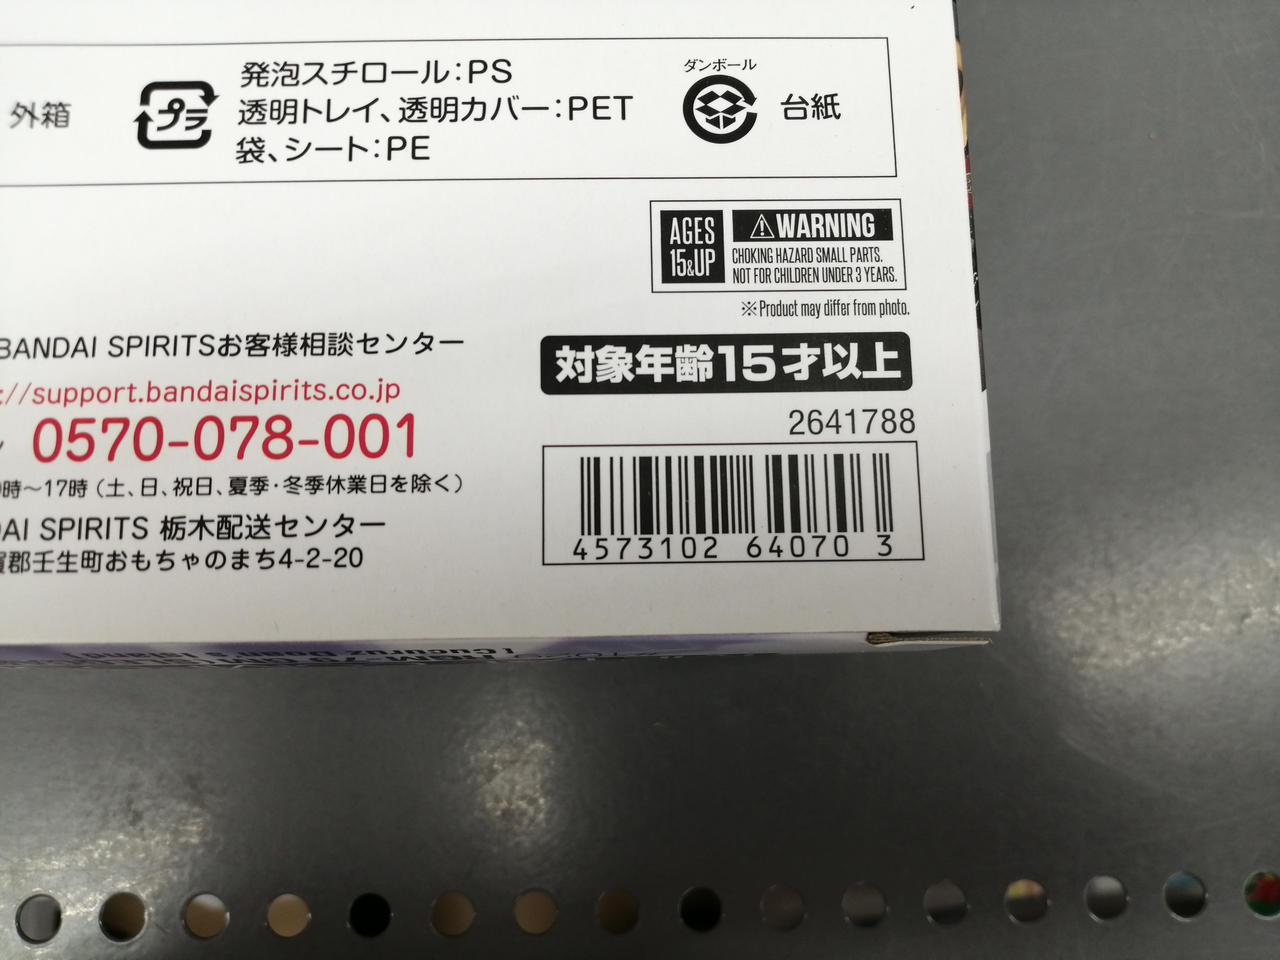 外箱
プラ
発泡スチロール：PS
透明トレイ、透明カバー：PET
袋、シート：PE
ダンボール
台紙
AGES
15&UP
⚠WARNING
CHOKING HAZARD SMALL PARTS.
NOT FOR CHILDREN UNDER 3 YEARS.
※Product may differ from photo.
BANDAI SPIRITSお客様相談センター
://support.bandaispirits.co.jp
0570-078-001
時～17時（土、日、祝日、夏季・冬季休業日を除く）
DAI SPIRITS 栃木配送センター
賀郡壬生町おもちゃのまち4-2-20
対象年齢15才以上
2641788
4573102 64070 3
[Cucuruz Doan's Island]